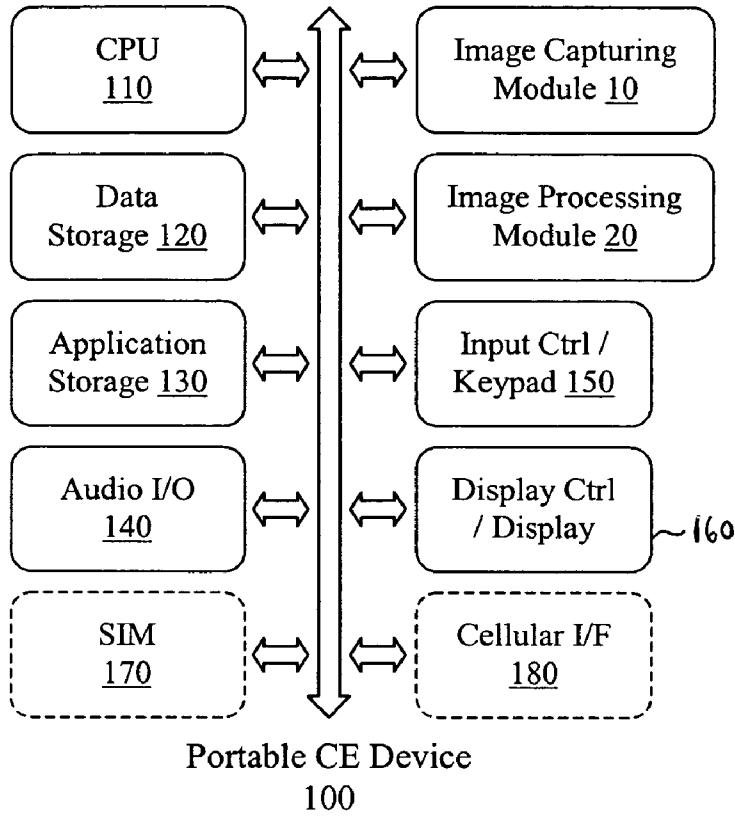 CPU
110
Image Capturing
Module 10
Data
Storage 120
Image Processing
Module 20
Application
Storage 130
Input Ctrl /
Keypad 150
Audio I/O
140
Display Ctrl
/ Display
160
SIM
170
Cellular I/F
180
Portable CE Device
100